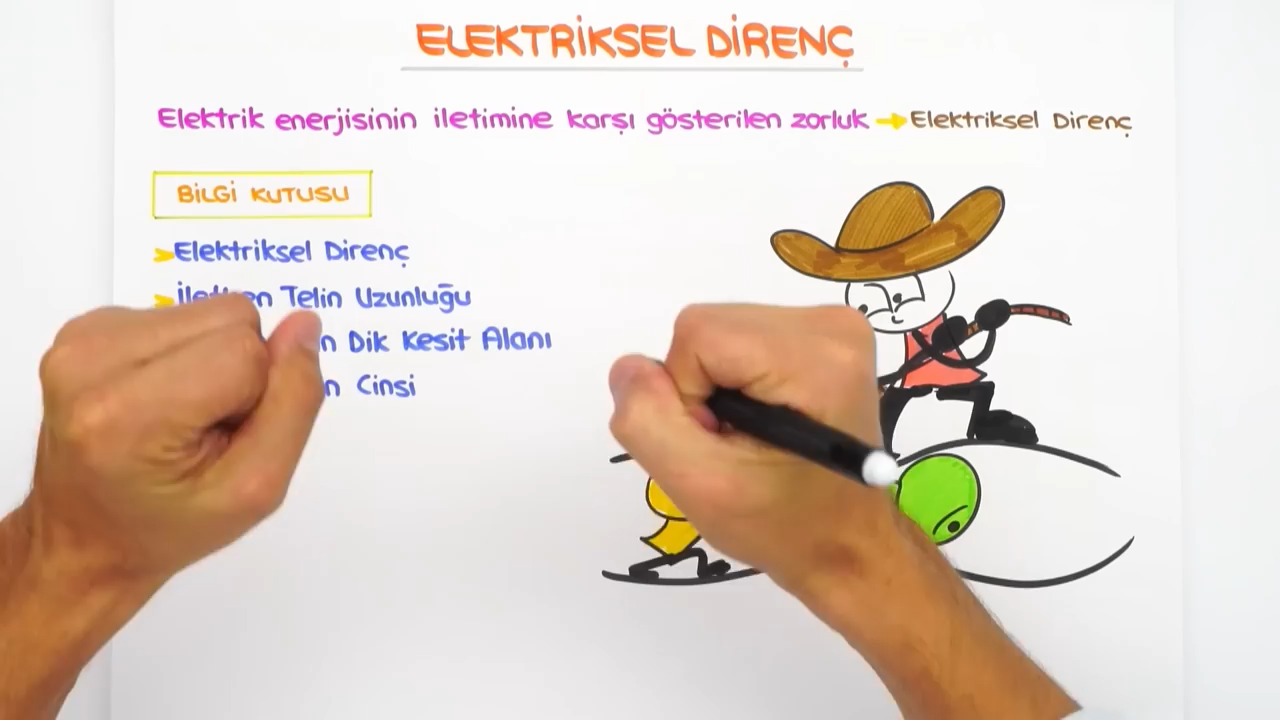 ELEKTRİKSEL DİRENÇ
Elektrik enerjisinin iletimine karşı gösterilen zorluk → Elektriksel Direnç
BİLGİ KUTUSU
➤Elektriksel Direnç
➤İletken Telin Uzunluğu
Dik Kesit Alanı
Cinsi